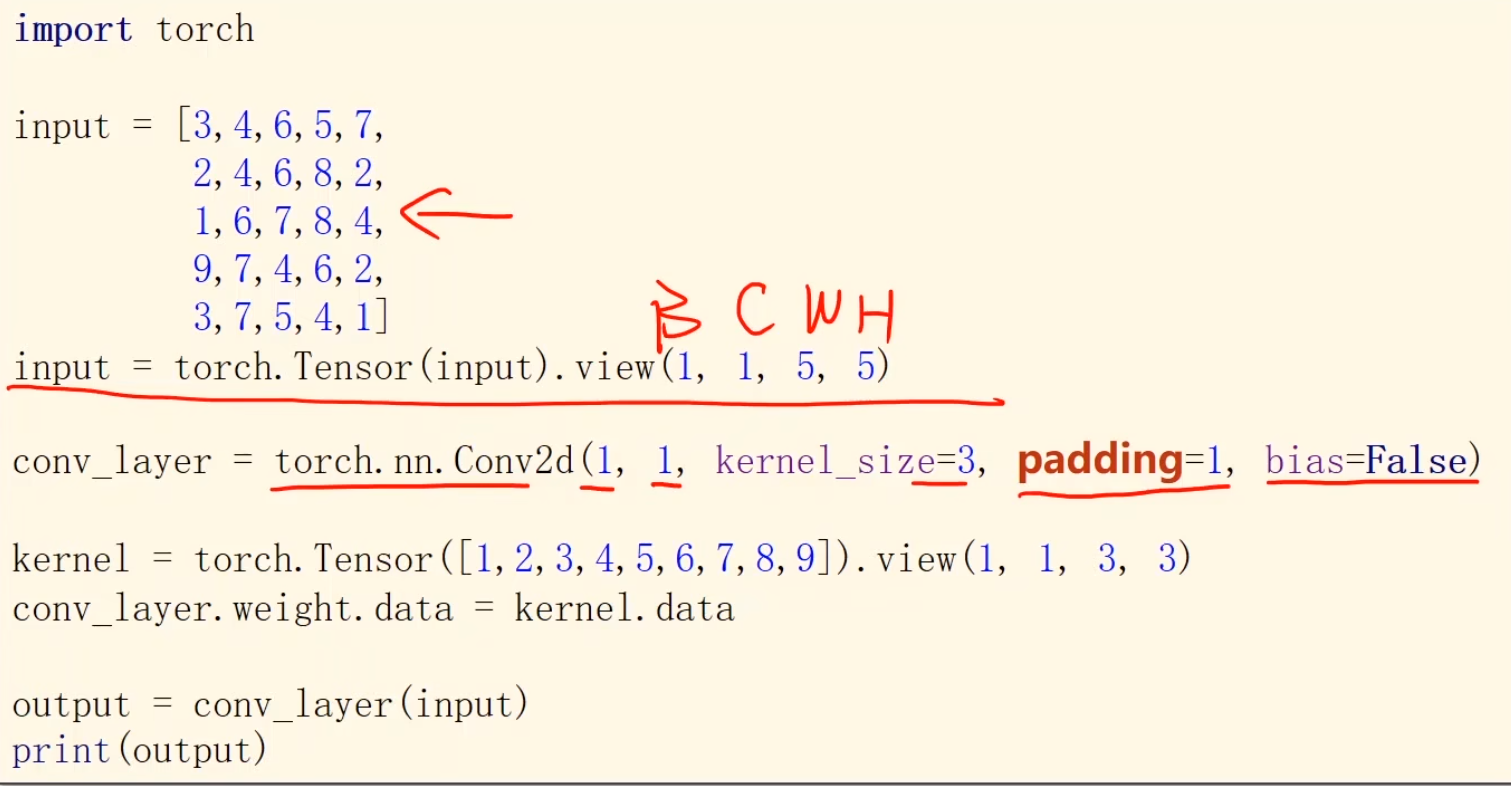 import torch
input = [3, 4, 6, 5, 7,
2, 4, 6, 8, 2,
1, 6, 7, 8, 4,
9, 7, 4, 6, 2,
3, 7, 5, 4, 1]
B C W H
input = torch.Tensor(input).view(1, 1, 5, 5)
conv_layer = torch.nn.Conv2d(1, 1, kernel_size=3, padding=1, bias=False)
kernel = torch.Tensor([1, 2, 3, 4, 5, 6, 7, 8, 9]).view(1, 1, 3, 3)
conv_layer.weight.data = kernel.data
output = conv_layer(input)
print(output)